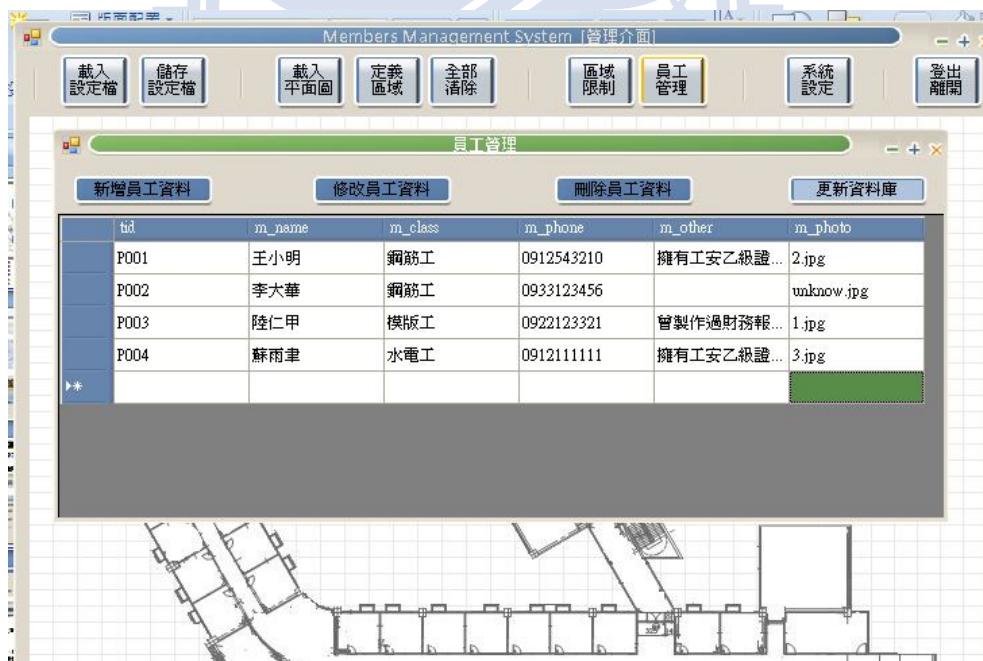 版面配置
Members Management System [管理介面]
載入設定檔 儲存設定檔 載入平面圖 定義區域 全部清除 區域限制 員工管理 系統設定 登出離開
員工管理
新增員工資料 修改員工資料 刪除員工資料 更新資料庫
tid m_name m_class m_phone m_other m_photo
P001 王小明 鋼筋工 0912543210 擁有工安乙級證... 2.jpg
P002 李大華 鋼筋工 0933123456 unknow.jpg
P003 陸仁甲 模版工 0922123321 曾製作過財務報... 1.jpg
P004 蘇雨聿 水電工 0912111111 擁有工安乙級證... 3.jpg